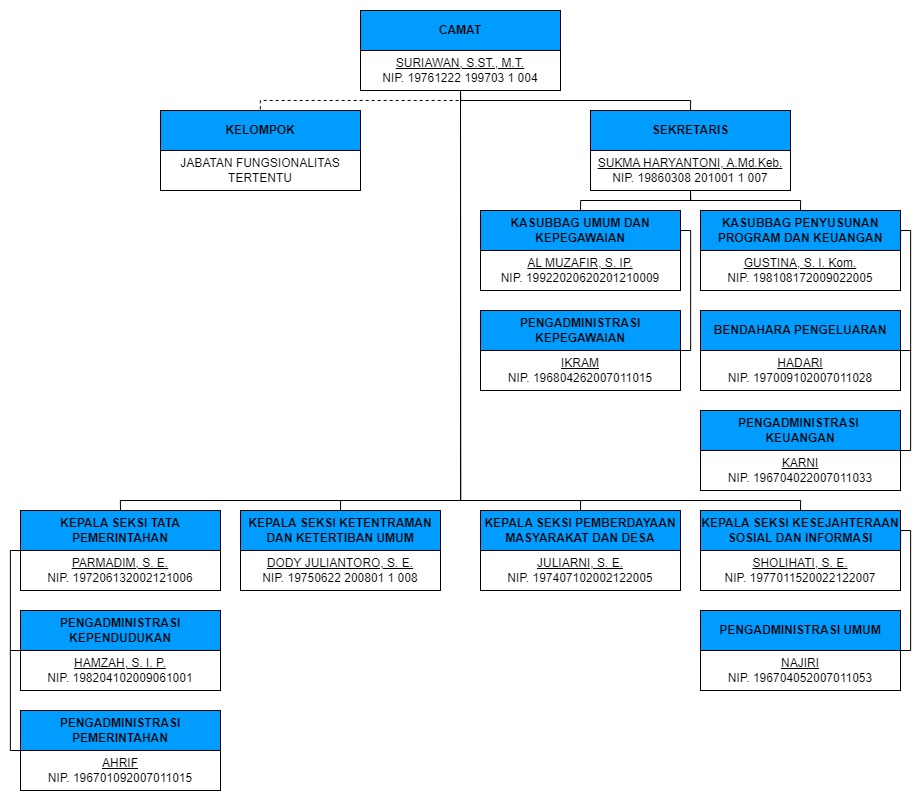 CAMAT
SURIAWAN, S.ST., M.T.
NIP. 19761222 199703 1 004
KELOMPOK
JABATAN FUNGSIONALITAS
TERTENTU
SEKRETARIS
SUKMA HARYANTONI, A.Md.Keb.
NIP. 19860308 201001 1 007
KASUBBAG UMUM DAN
KEPEGAWAIAN
AL MUZAFIR, S. IP.
NIP. 19922020620201210009
KASUBBAG PENYUSUNAN
PROGRAM DAN KEUANGAN
GUSTINA, S. I. Kom.
NIP. 198108172009022005
PENGADMINISTRASI
KEPEGAWAIAN
IKRAM
NIP. 196804262007011015
BENDAHARA PENGELUARAN
HADARI
NIP. 197009102007011028
PENGADMINISTRASI
KEUANGAN
KARNI
NIP. 196704022007011033
KEPALA SEKSI TATA
PEMERINTAHAN
PARMADIM, S. E.
NIP. 197206132002121006
KEPALA SEKSI KETENTRAMAN
DAN KETERTIBAN UMUM
DODY JULIANTORO, S. E.
NIP. 19750622 200801 1 008
KEPALA SEKSI PEMBERDAYAAN
MASYARAKAT DAN DESA
JULIARNI, S. E.
NIP. 197407102002122005
KEPALA SEKSI KESEJAHTERAAN
SOSIAL DAN INFORMASI
SHOLIHATI, S. E.
NIP. 1977011520022122007
PENGADMINISTRASI
KEPENDUDUKAN
HAMZAH, S. I. P.
NIP. 198204102009061001
PENGADMINISTRASI UMUM
NAJIRI
NIP. 196704052007011053
PENGADMINISTRASI
PEMERINTAHAN
AHRIF
NIP. 196701092007011015